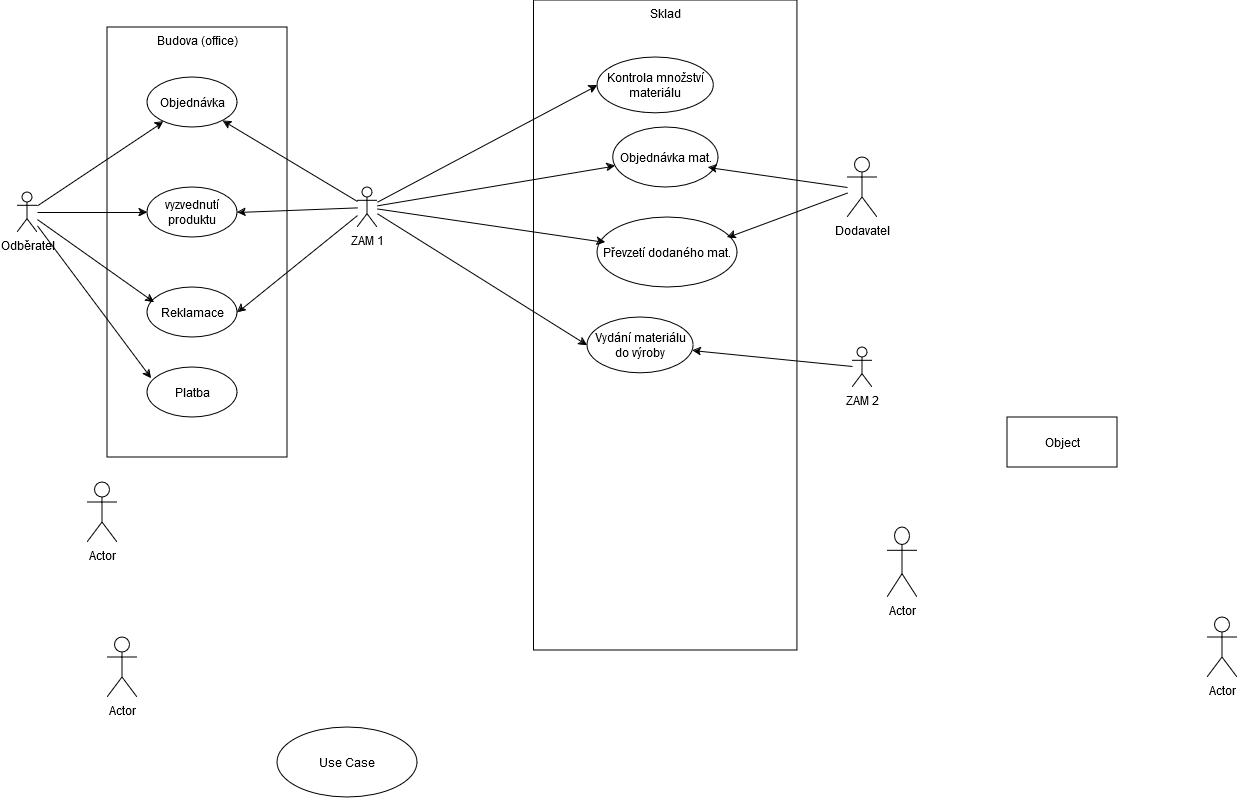 Sklad
Budova (office)
Kontrola množství
materiálu
Objednávka
Objednávka mat.
vyzvednutí
produktu
Odběratel
ZAM 1
Dodavatel
Převzetí dodaného mat.
Reklamace
Vydání materiálu
do výroby
Platba
ZAM 2
Object
Actor
Actor
Actor
Actor
Use Case